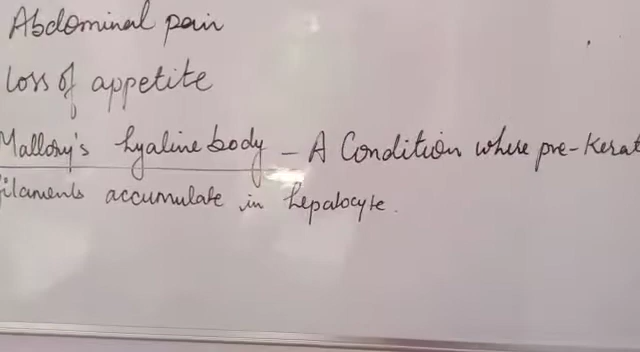 Abdominal pain
Loss of appetite
Mallory's hyaline body - A Condition where pre-Kerat
filaments accumulate in hepatocyte.